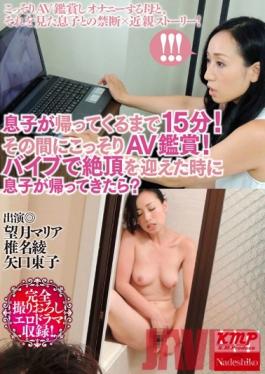 こっそりAV鑑賞しオナニーする母と、
それを見た息子との禁断×近親ストーリー！
!!!
息子が帰ってくるまで15分！
その間にこっそりAV鑑賞！
バイブで絶頂を迎えた時に
息子が帰ってきたら？
出演◎
望月マリア
椎名綾
矢口東子
完全
撮りおろし
エロドラマ
収録！
KMP
Nadeshiko